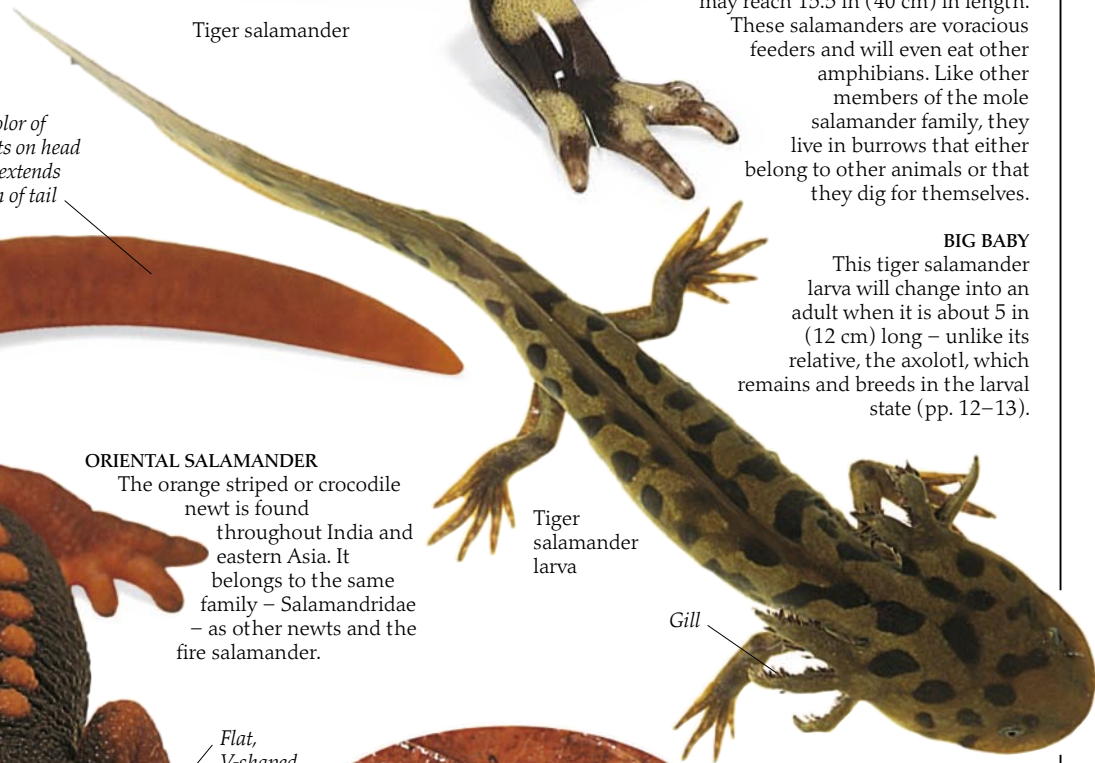 Tiger salamander
may reach 15.5 in (40 cm) in length.
These salamanders are voracious
feeders and will even eat other
amphibians. Like other
members of the mole
salamander family, they
live in burrows that either
belong to other animals or that
they dig for themselves.
BIG BABY
This tiger salamander
larva will change into an
adult when it is about 5 in
(12 cm) long – unlike its
relative, the axolotl, which
remains and breeds in the larval
state (pp. 12–13).
of
on head
extends
of tail
ORIENTAL SALAMANDER
The orange striped or crocodile
newt is found
throughout India and
eastern Asia. It
belongs to the same
family – Salamandridae
– as other newts and the
fire salamander.
Tiger
salamander
larva
Gill
Flat,
V-shaped